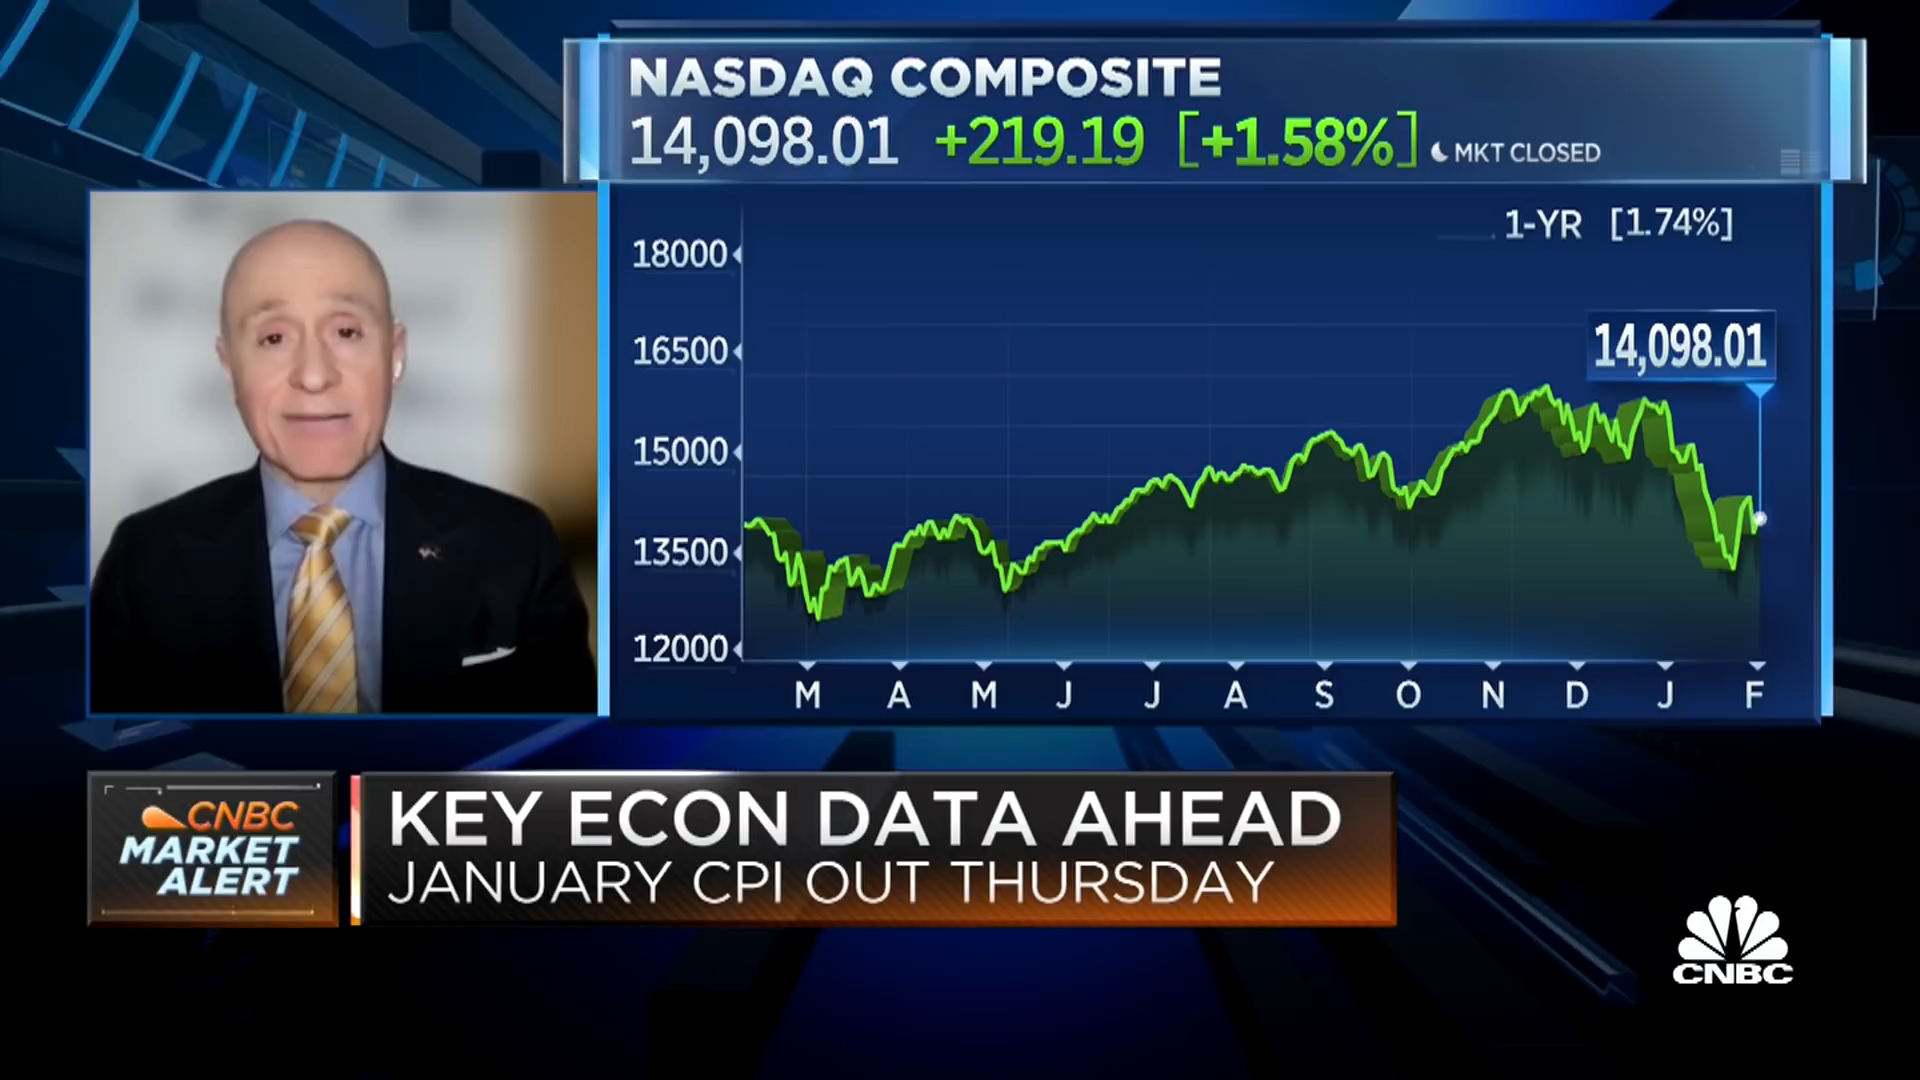 NASDAQ COMPOSITE
14,098.01 +219.19 [+1.58%] MKT CLOSED
1-YR [1.74%]
18000
16500
15000
13500
12000
14,098.01
M A M J J A S O N D J F
CNBC
MARKET
ALERT
KEY ECON DATA AHEAD
JANUARY CPI OUT THURSDAY
CNBC